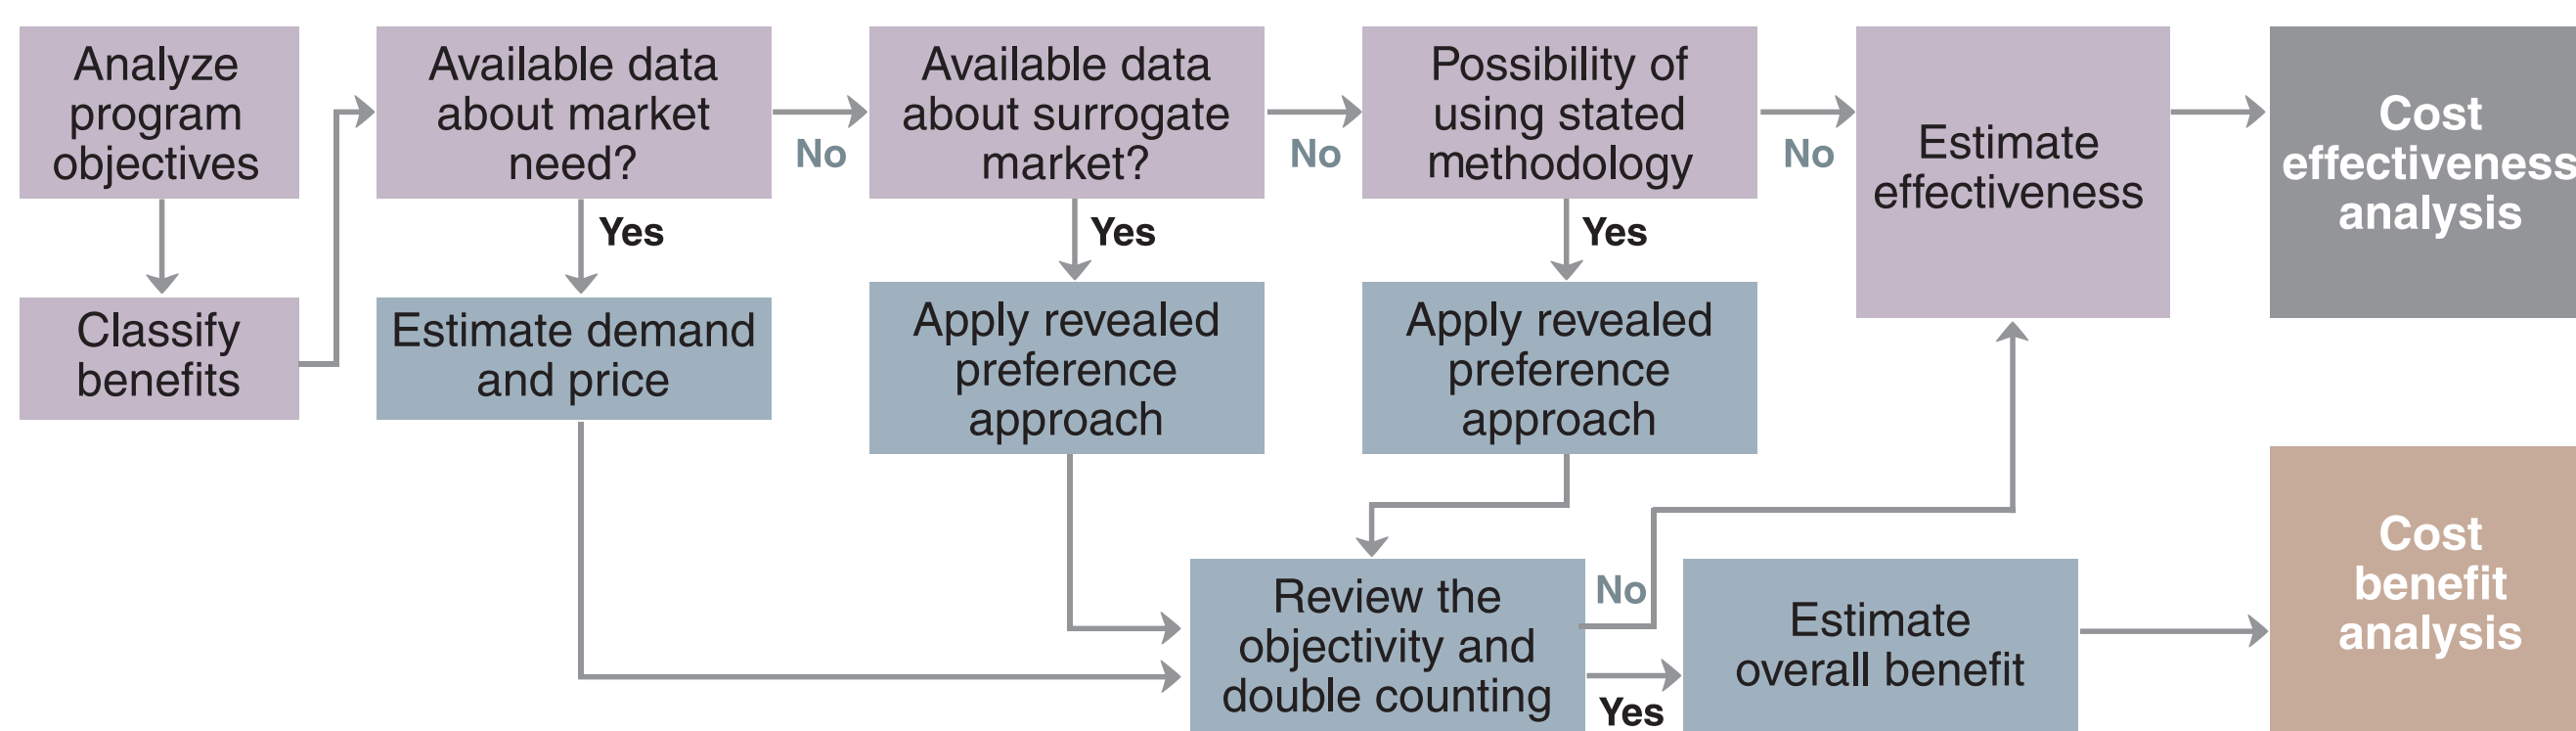 Analyze
program
objectives
Classify
benefits
Available data
about market
need?
No
Yes
Estimate demand
and price
Available data
about surrogate
market?
No
Yes
Apply revealed
preference
approach
Possibility of
using stated
methodology
No
Yes
Apply revealed
preference
approach
Review the
objectivity and
double counting
No
Yes
Estimate
effectiveness
Cost
effectiveness
analysis
Estimate
overall benefit
Cost
benefit
analysis